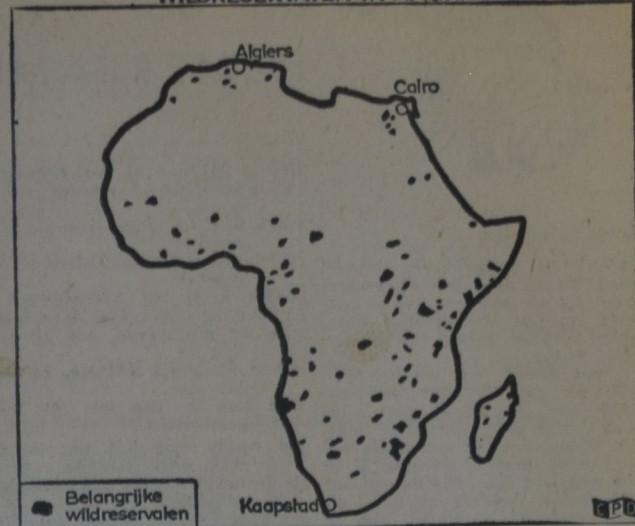 Algiers
Cairo
Belangrijke
wildreservaten
Kaapstad